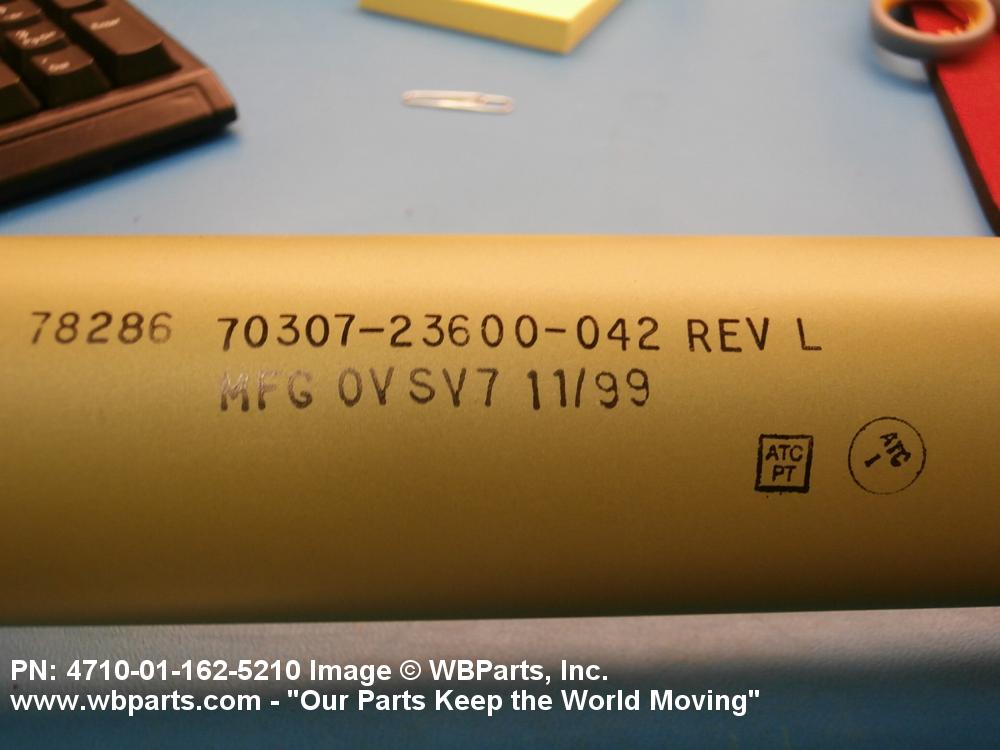 78286 70307-23600-042 REV L
MFG 0VSV7 11/99
ATC
PT
ATC
1
PN: 4710-01-162-5210 Image © WBParts, Inc.
www.wbparts.com - "Our Parts Keep the World Moving"